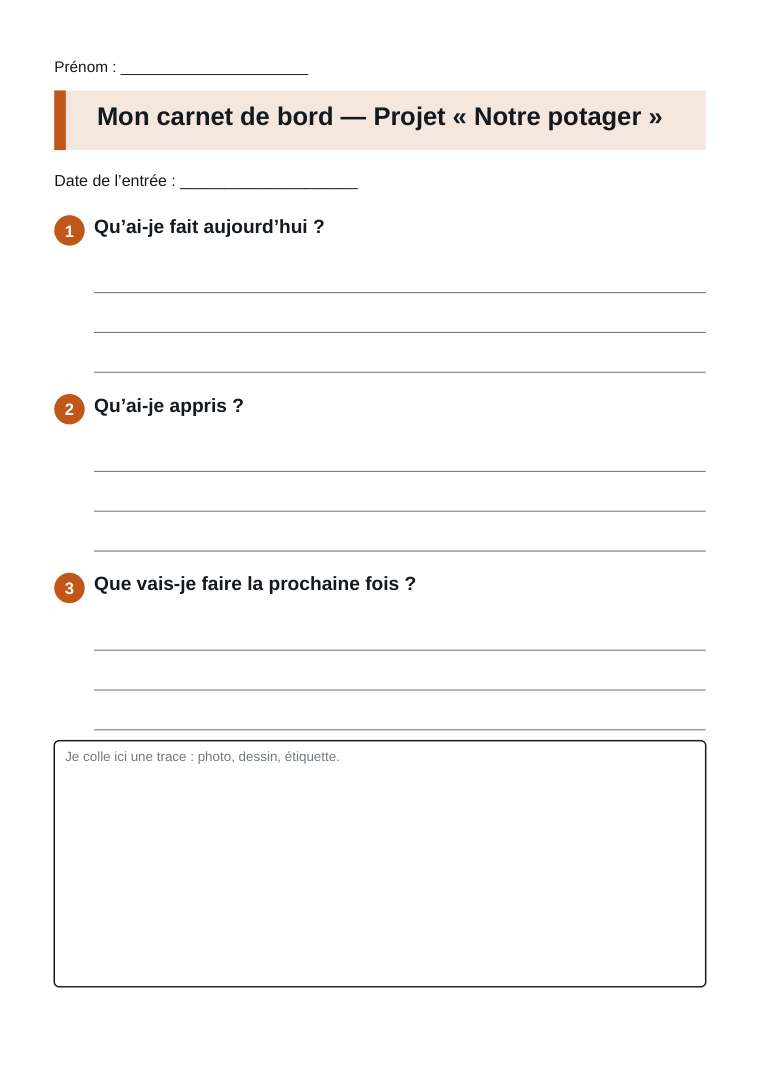 Prénom : ______________________
Mon carnet de bord — Projet « Notre potager »
Date de l’entrée : ____________________
1 Qu’ai-je fait aujourd’hui ?
2 Qu’ai-je appris ?
3 Que vais-je faire la prochaine fois ?
Je colle ici une trace : photo, dessin, étiquette.